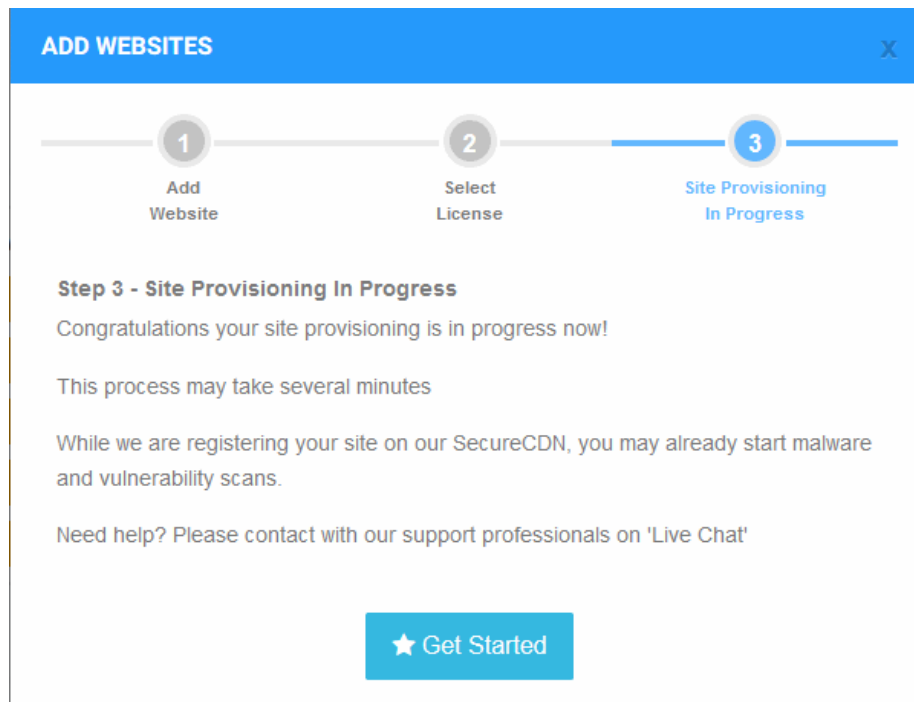 ADD WEBSITES
x
1
2
3
Add
Website
Select
License
Site Provisioning
In Progress
Step 3 - Site Provisioning In Progress
Congratulations your site provisioning is in progress now!
This process may take several minutes
While we are registering your site on our SecureCDN, you may already start malware
and vulnerability scans.
Need help? Please contact with our support professionals on 'Live Chat'
Get Started